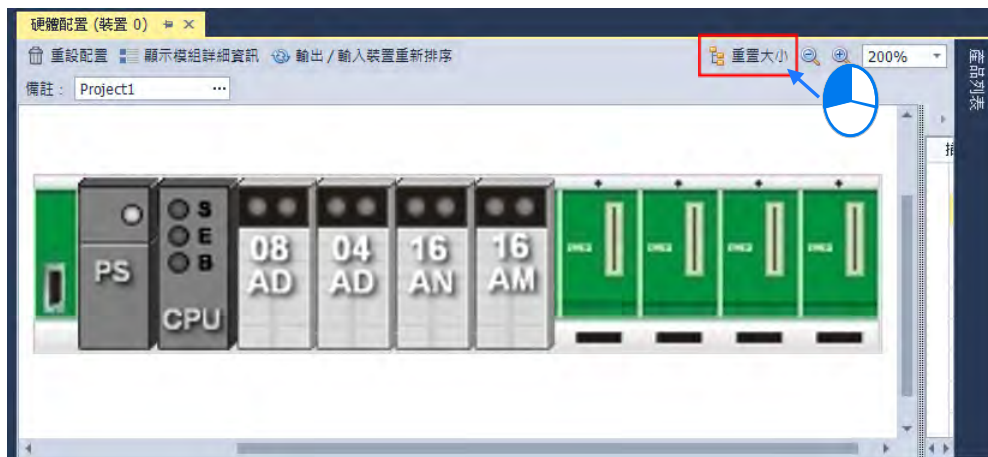 硬體配置 (裝置 0)
重設配置 顯示模組詳細資訊 輸出 / 輸入裝置重新排序 重置大小 200%
備註 : Project1 ...
產品列表
S
E
B
PS
CPU
08
AD
04
AD
16
AN
16
AM